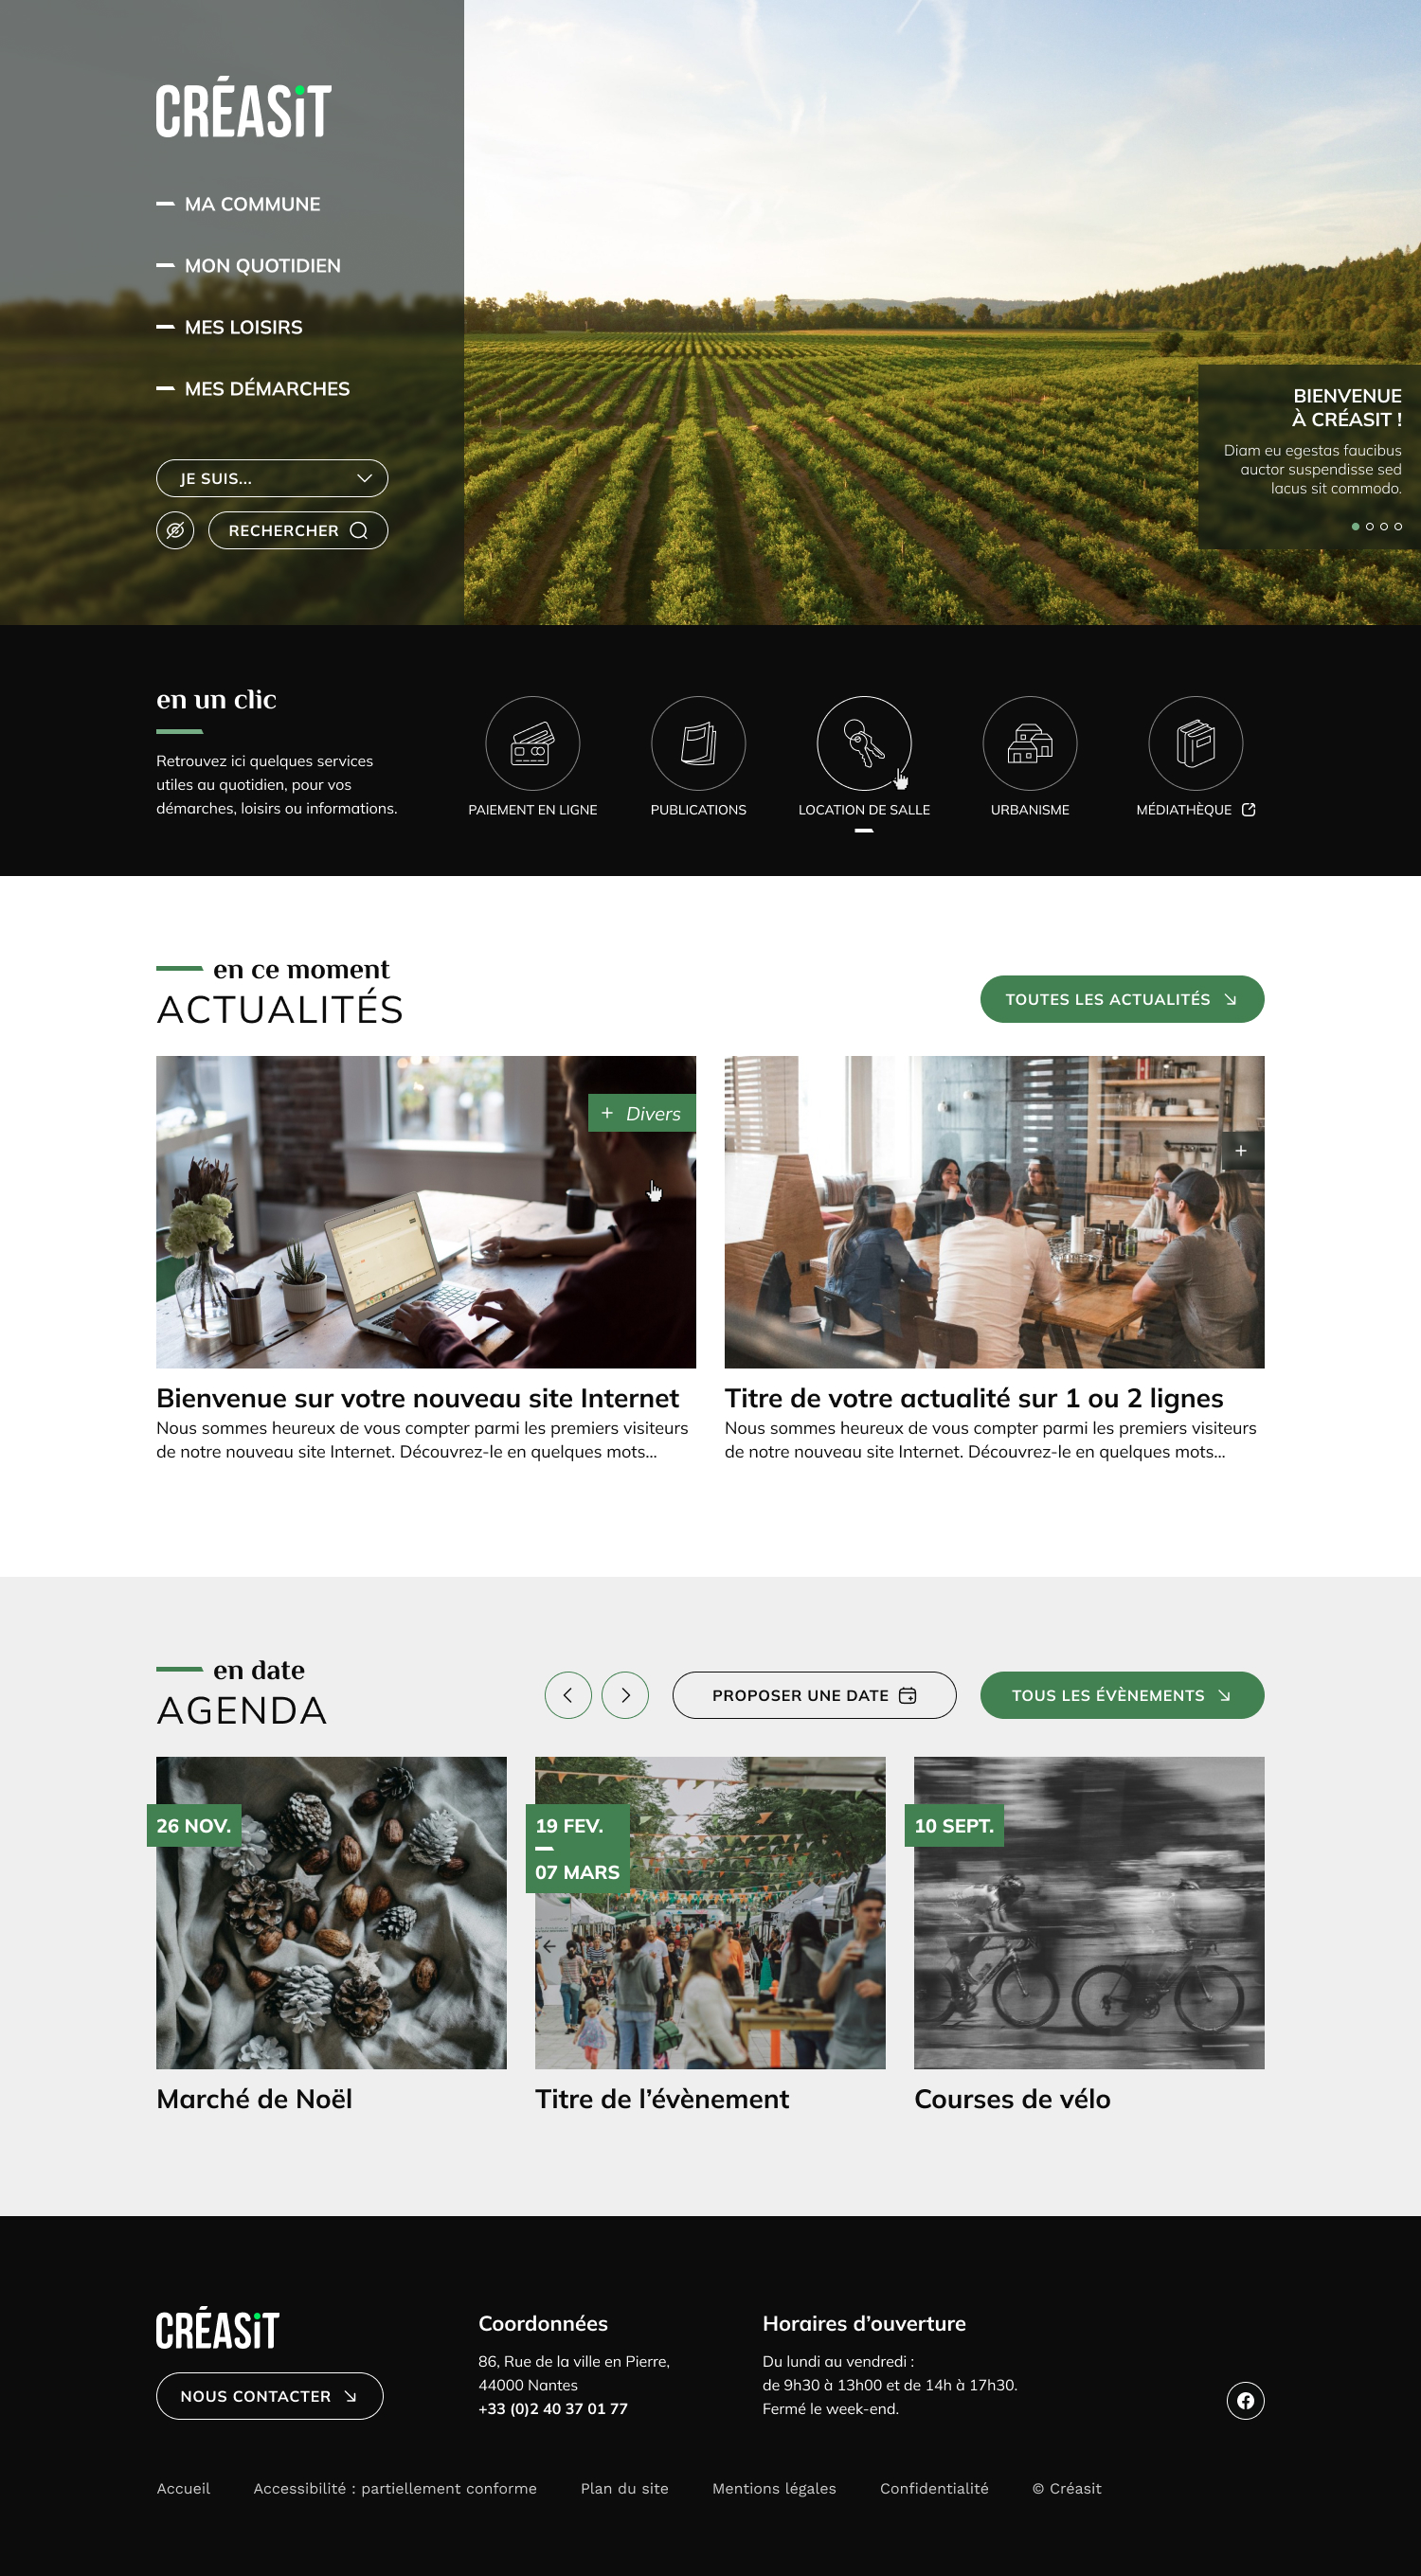 CRÉASiT
MA COMMUNE
MON QUOTIDIEN
MES LOISIRS
MES DÉMARCHES
JE SUIS...
RECHERCHER
BIENVENUE
À CRÉASIT !
Diam eu egestas faucibus
auctor suspendisse sed
lacus sit commodo.
en un clic
Retrouvez ici quelques services
utiles au quotidien, pour vos
démarches, loisirs ou informations.
PAIEMENT EN LIGNE
PUBLICATIONS
LOCATION DE SALLE
URBANISME
MÉDIATHÈQUE
en ce moment
ACTUALITÉS
TOUTES LES ACTUALITÉS
+ Divers
+
Bienvenue sur votre nouveau site Internet
Nous sommes heureux de vous compter parmi les premiers visiteurs
de notre nouveau site Internet. Découvrez-le en quelques mots...
Titre de votre actualité sur 1 ou 2 lignes
Nous sommes heureux de vous compter parmi les premiers visiteurs
de notre nouveau site Internet. Découvrez-le en quelques mots...
en date
AGENDA
PROPOSER UNE DATE
TOUS LES ÉVÈNEMENTS
26 NOV.
19 FEV.
07 MARS
10 SEPT.
Marché de Noël
Titre de l’évènement
Courses de vélo
CRÉASiT
NOUS CONTACTER
Coordonnées
86, Rue de la ville en Pierre,
44000 Nantes
+33 (0)2 40 37 01 77
Horaires d’ouverture
Du lundi au vendredi :
de 9h30 à 13h00 et de 14h à 17h30.
Fermé le week-end.
Accueil
Accessibilité : partiellement conforme
Plan du site
Mentions légales
Confidentialité
© Créasit